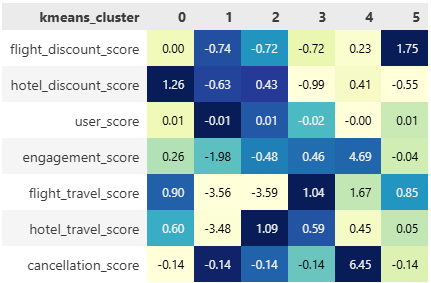 kmeans_cluster 0 1 2 3 4 5
flight_discount_score 0.00 -0.74 -0.72 -0.72 0.23 1.75
hotel_discount_score 1.26 -0.63 0.43 -0.99 0.41 -0.55
user_score 0.01 -0.01 0.01 -0.02 -0.00 0.01
engagement_score 0.26 -1.98 -0.48 0.46 4.69 -0.04
flight_travel_score 0.90 -3.56 -3.59 1.04 1.67 0.85
hotel_travel_score 0.60 -3.48 1.09 0.59 0.45 0.05
cancellation_score -0.14 -0.14 -0.14 -0.14 6.45 -0.14